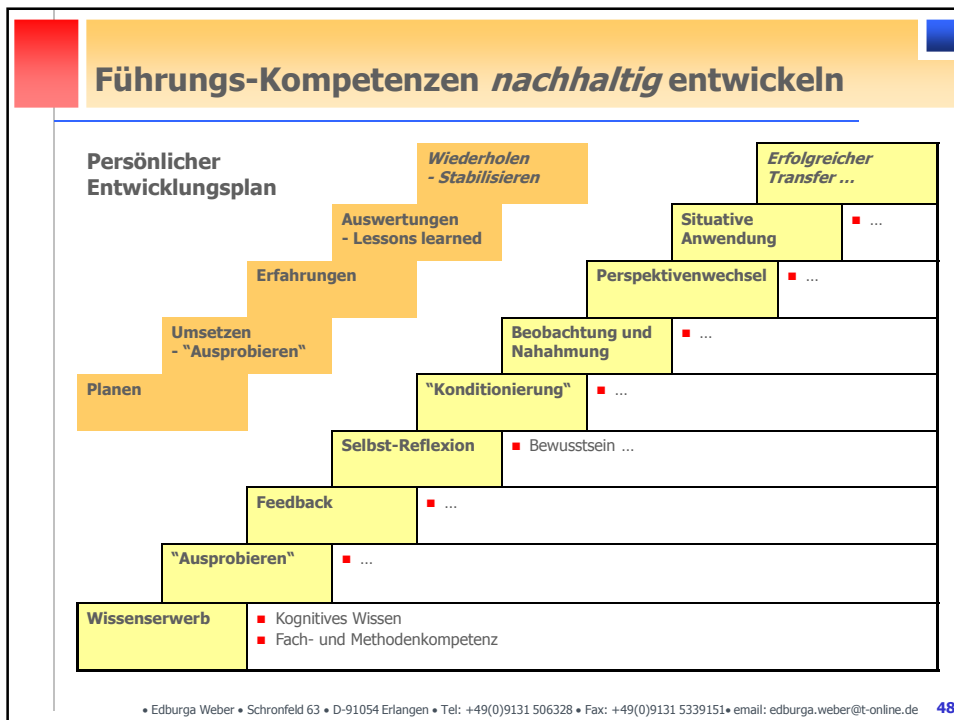 Führungs-Kompetenzen nachhaltig entwickeln
Persönlicher
Entwicklungsplan
Wiederholen
- Stabilisieren
Erfolgreicher
Transfer ...
Auswertungen
- Lessons learned
Situative
Anwendung
■ ...
Erfahrungen
Perspektivenwechsel
■ ...
Umsetzen
- "Ausprobieren"
Beobachtung und
Nahahmung
■ ...
Planen
"Konditionierung"
■ ...
Selbst-Reflexion
■ Bewusstsein ...
Feedback
■ ...
"Ausprobieren"
■ ...
Wissenserwerb
■ Kognitives Wissen
■ Fach- und Methodenkompetenz
• Edburga Weber • Schronfeld 63 • D-91054 Erlangen • Tel: +49(0)9131 506328 • Fax: +49(0)9131 5339151• email: edburga.weber@t-online.de 48